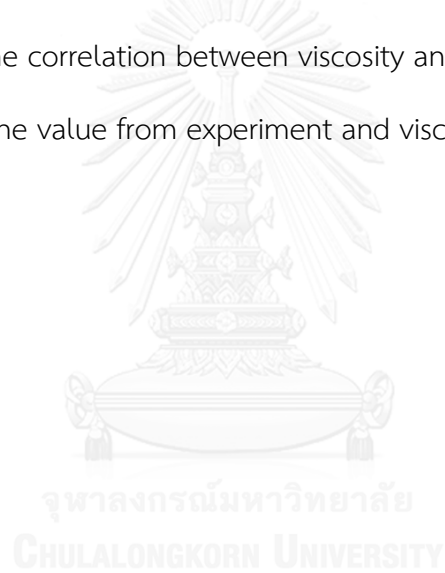 ne correlation between viscosity an
ne value from experiment and visc
จุฬาลงกรณ์มหาวิทยาลัย
CHULALONGKORN UNIVERSITY